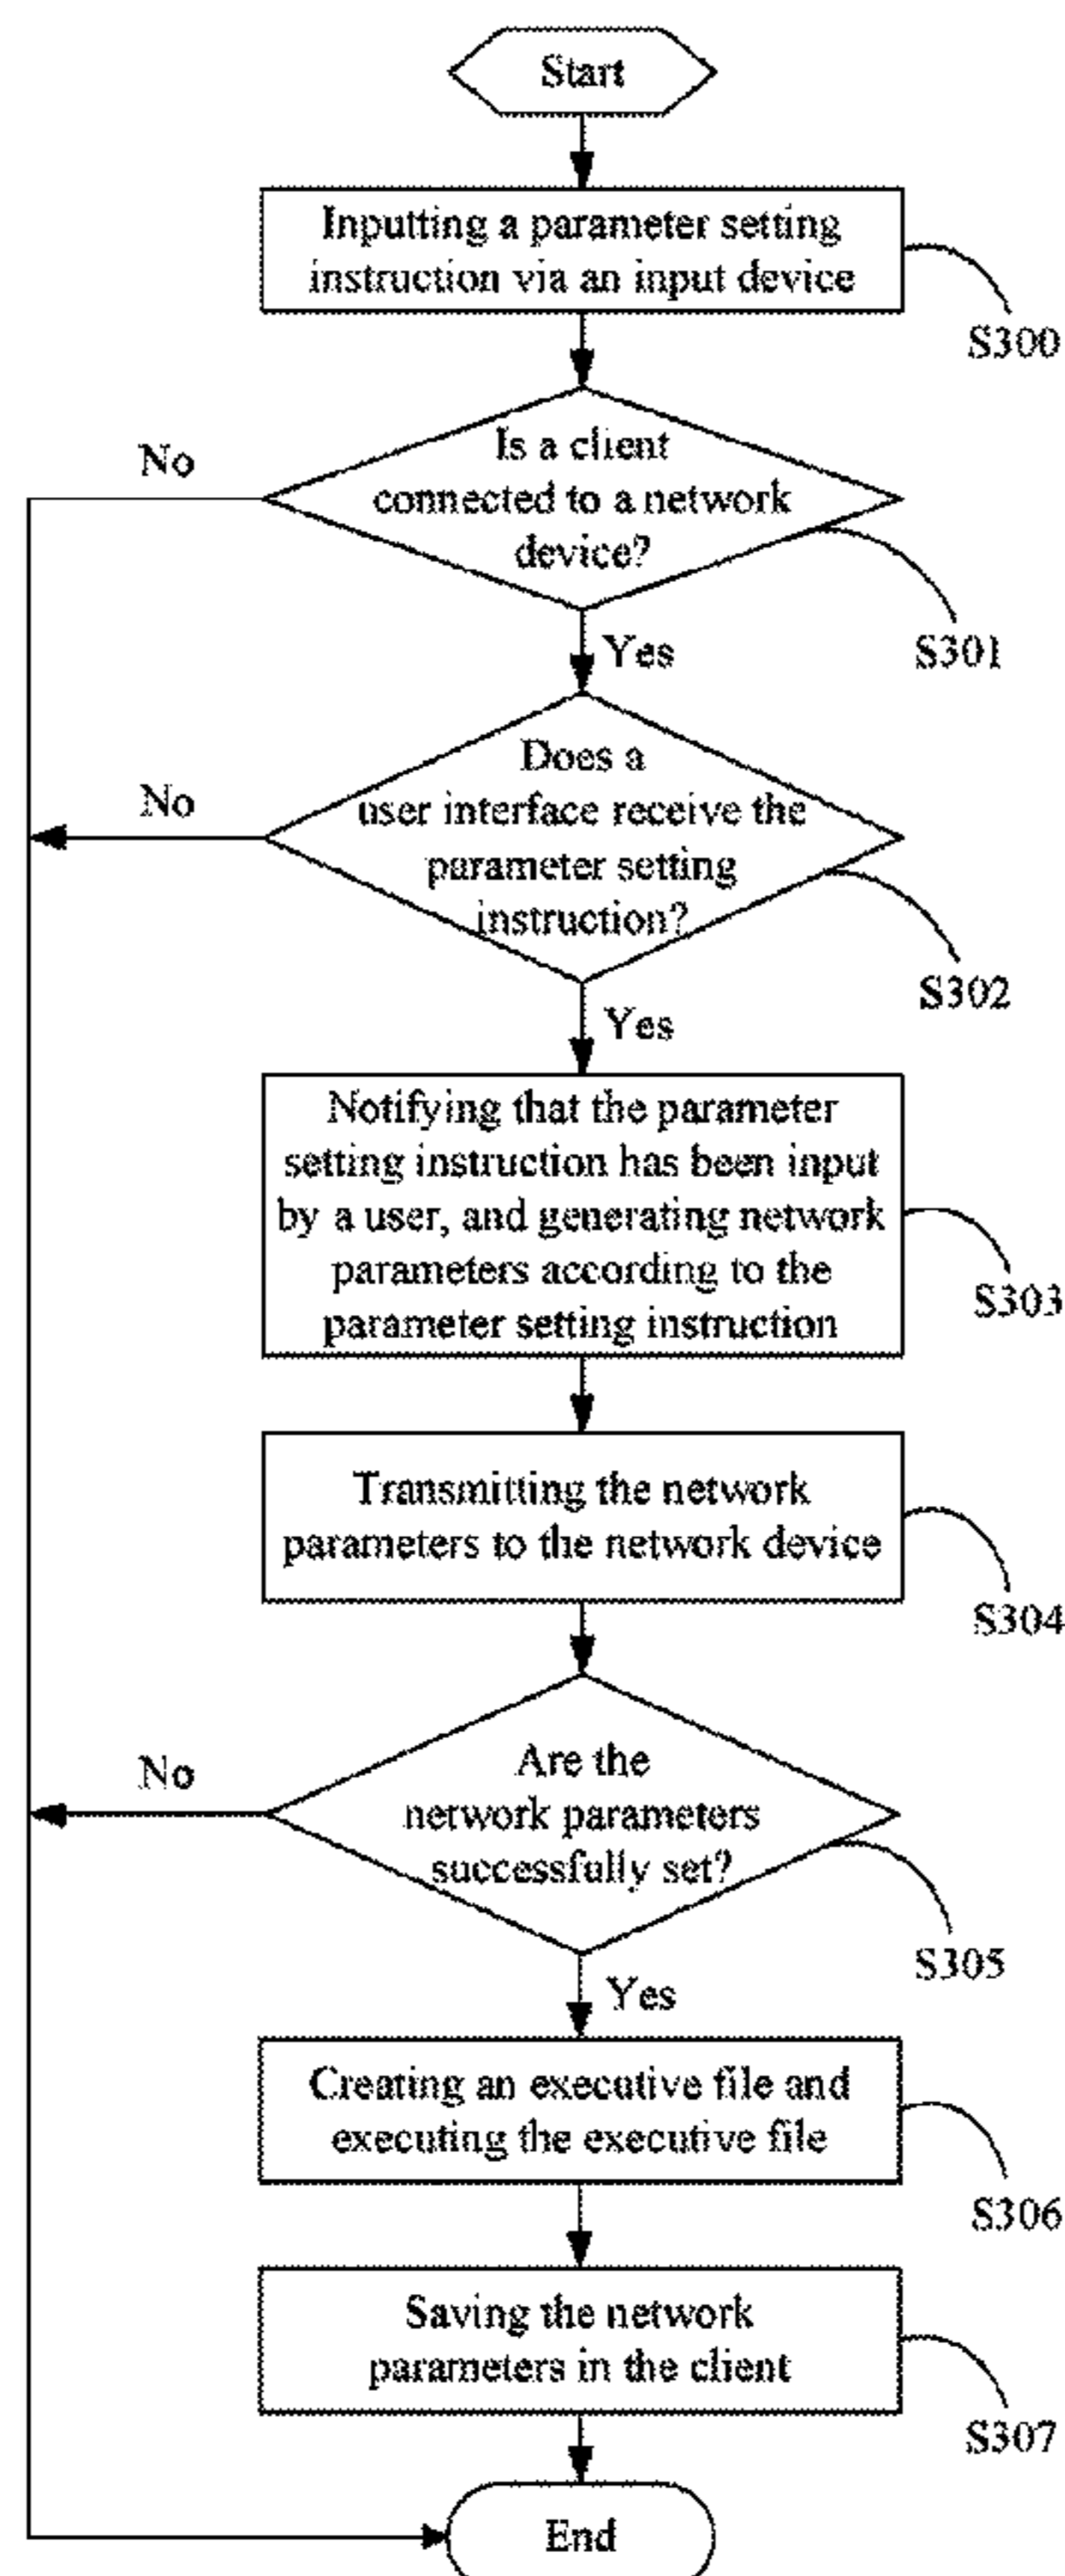 Start
Inputting a parameter setting
instruction via an input device
S300
No
Is a client
connected to a network
device?
S301
Yes
No
Does a
user interface receive the
parameter setting
instruction?
S302
Yes
Notifying that the parameter
setting instruction has been input
by a user, and generating network
parameters according to the
parameter setting instruction
S303
Transmitting the network
parameters to the network device
S304
No
Are the
network parameters
successfully set?
S305
Yes
Creating an executive file and
executing the executive file
S306
Saving the network
parameters in the client
S307
End